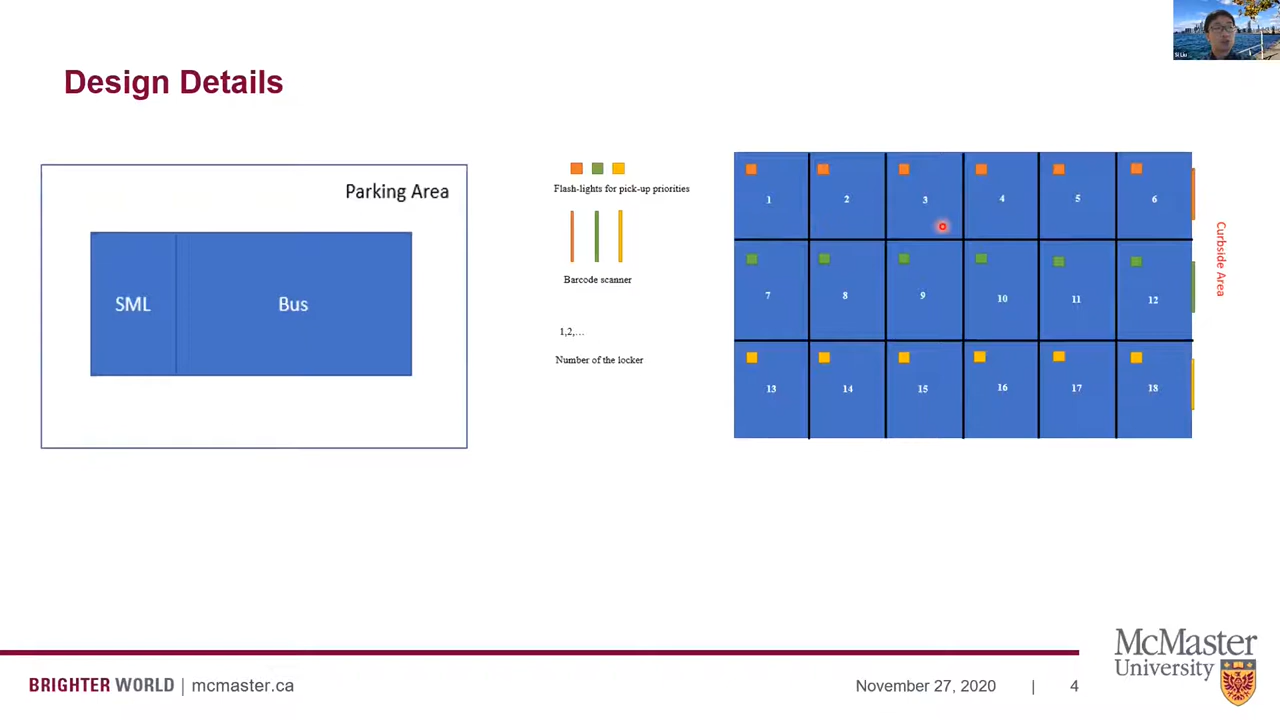 Si Liu
Design Details
Parking Area
SML
Bus
Flash-lights for pick-up priorities
Barcode scanner
1,2,…
Number of the locker
1 2 3 4 5 6
7 8 9 10 11 12
13 14 15 16 17 18
Curbside Area
BRIGHTER WORLD | mcmaster.ca
November 27, 2020 | 4
McMaster
University